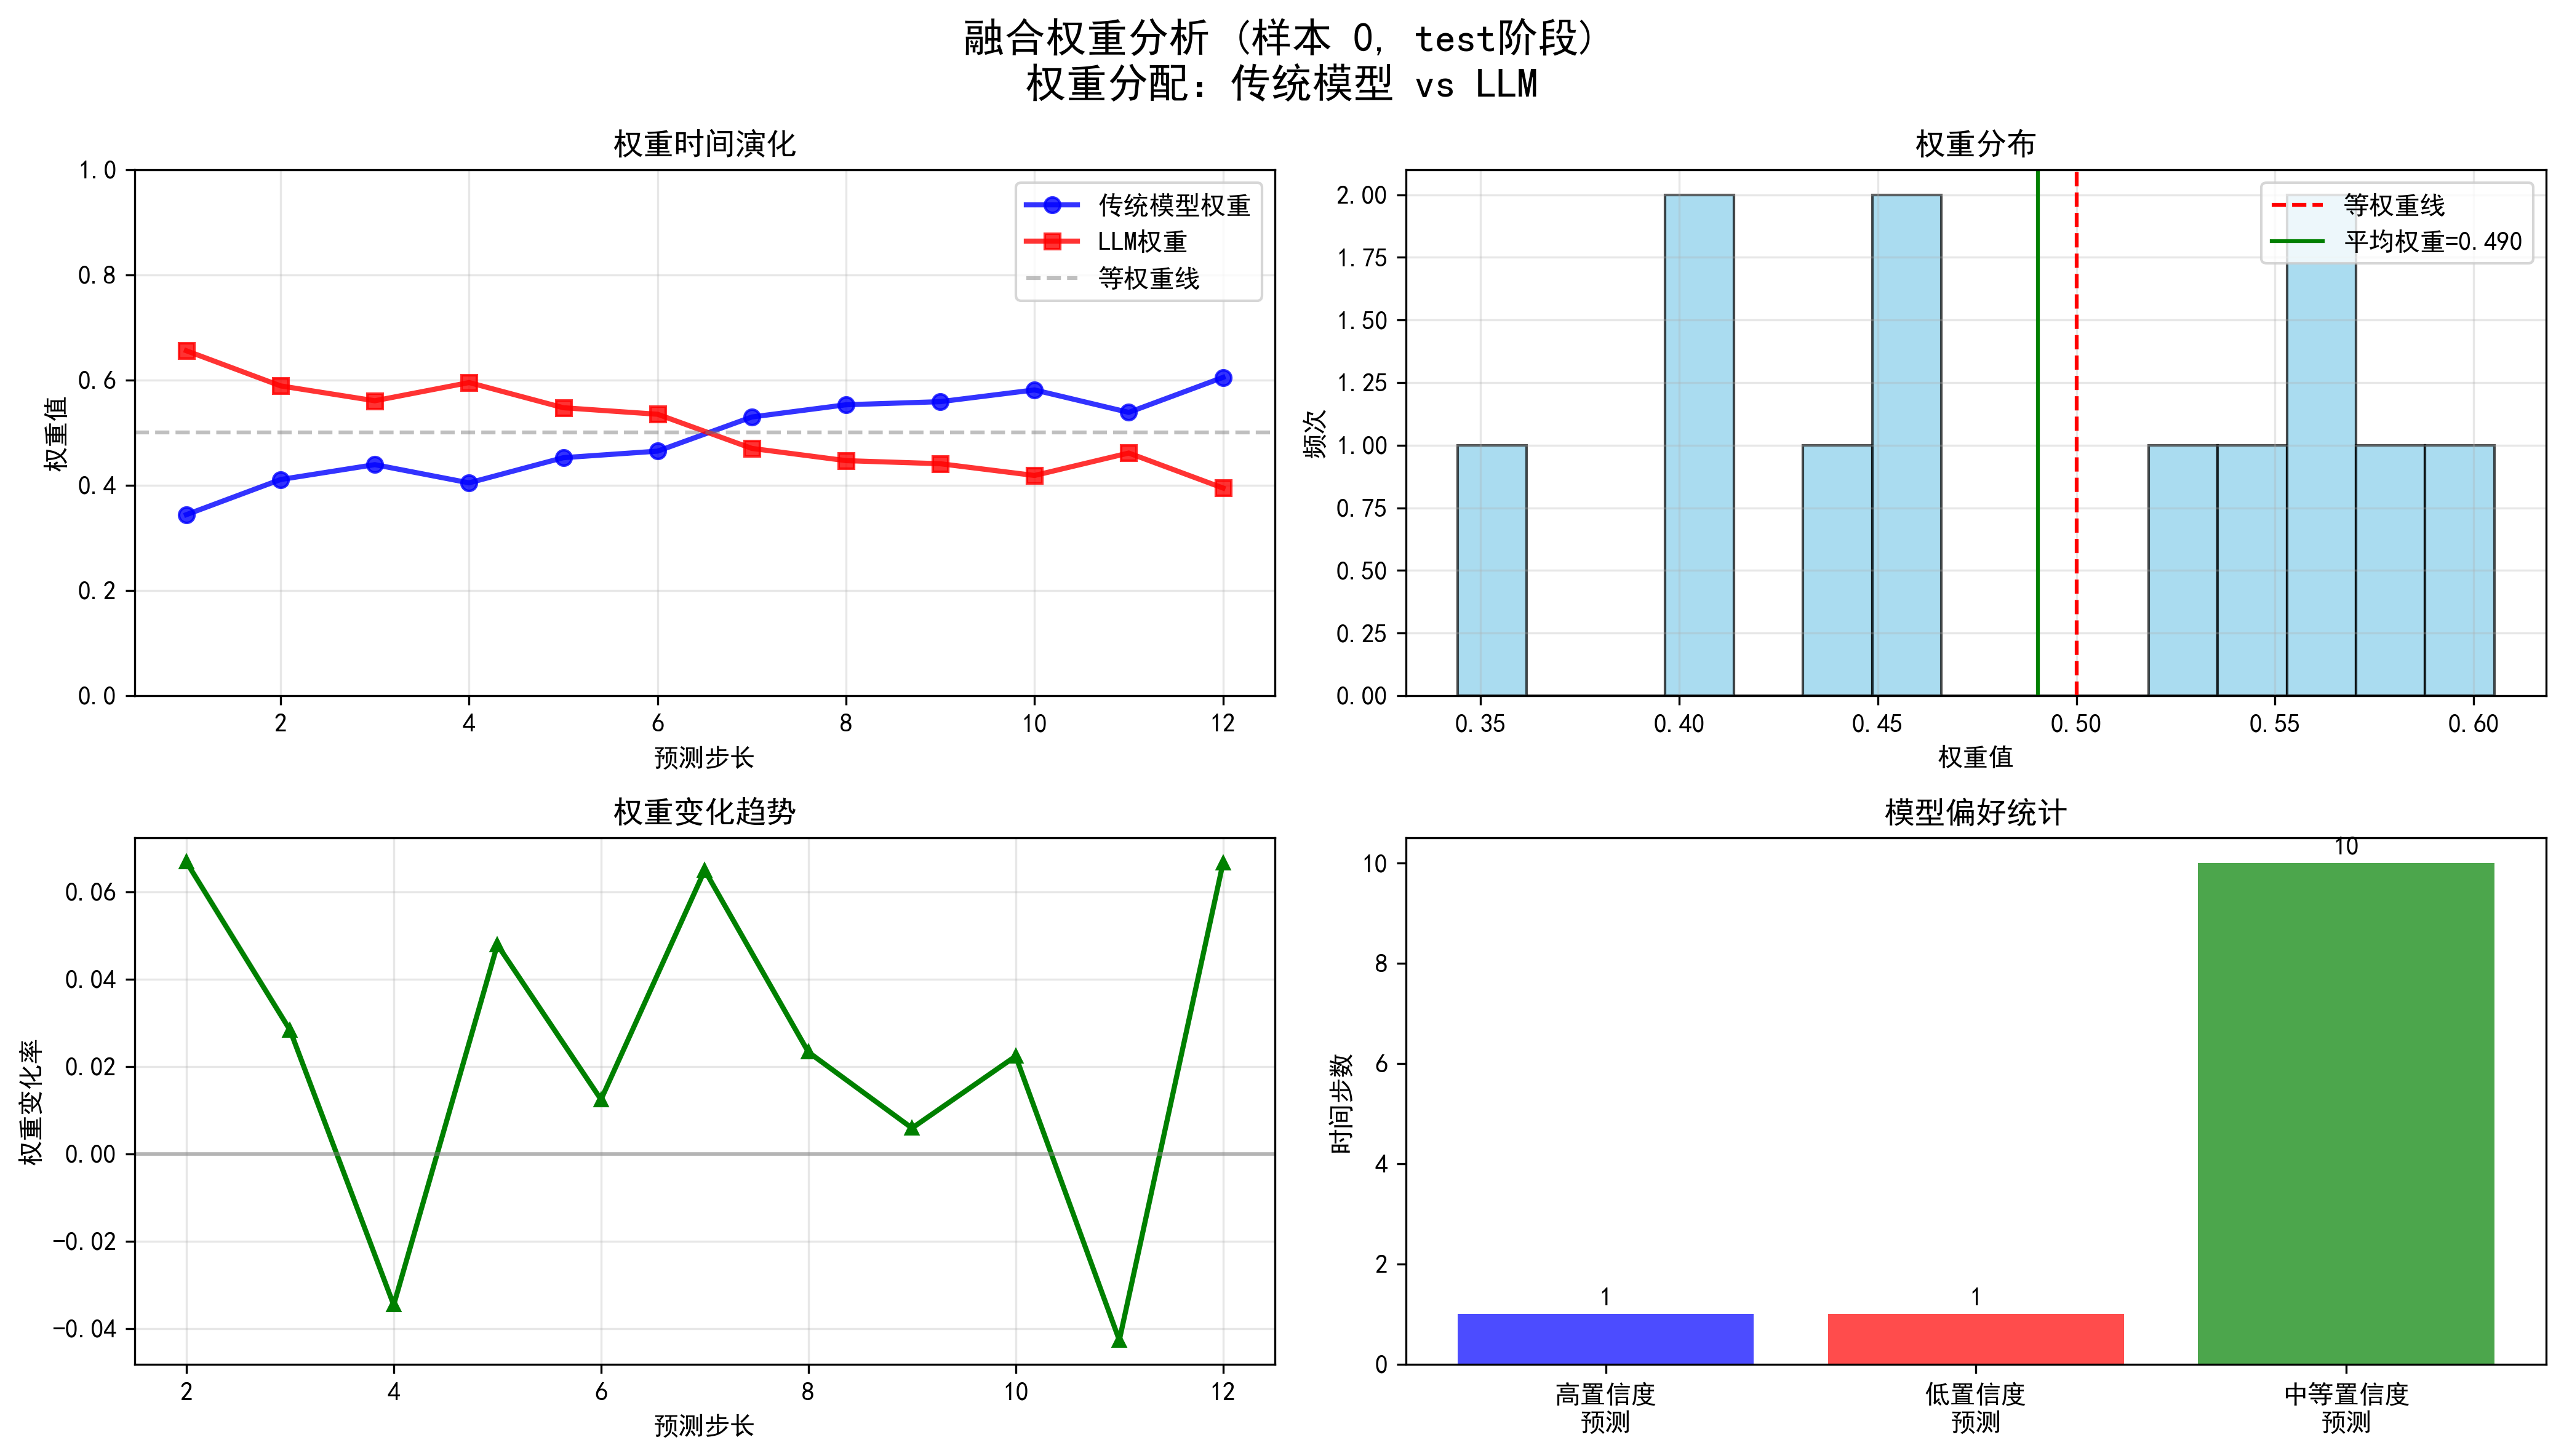 融合权重分析 (样本 0, test阶段)
权重分配: 传统模型 vs LLM
权重时间演化
1.0
0.8
0.6
0.4
0.2
0.0
权重值
2
4
6
8
10
12
预测步长
传统模型权重
LLM权重
等权重线
权重分布
2.00
1.75
1.50
1.25
1.00
0.75
0.50
0.25
0.00
频次
0.35
0.40
0.45
0.50
0.55
0.60
权重值
等权重线
平均权重=0.490
权重变化趋势
0.06
0.04
0.02
0.00
-0.02
-0.04
权重变化率
2
4
6
8
10
12
预测步长
模型偏好统计
10
8
6
4
2
0
时间步数
1
1
10
高置信度
预测
低置信度
预测
中等置信度
预测